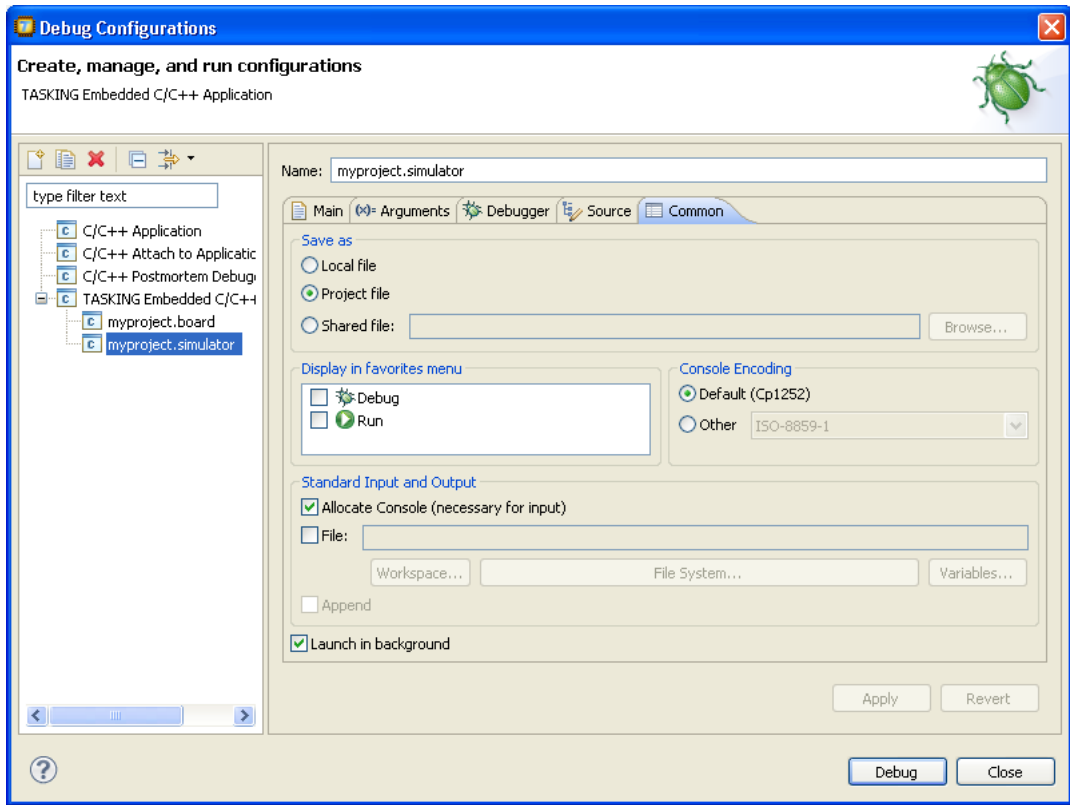 Debug Configurations
Create, manage, and run configurations
TASKING Embedded C/C++ Application
type filter text
C/C++ Application
C/C++ Attach to Applicatic
C/C++ Postmortem Debug
TASKING Embedded C/C++
myproject.board
myproject.simulator
Name: myproject.simulator
Main (x)= Arguments Debugger Source Common
Save as
Local file
Project file
Shared file: Browse...
Display in favorites menu
Debug
Run
Console Encoding
Default (Cp1252)
Other ISO-8859-1
Standard Input and Output
Allocate Console (necessary for input)
File:
Workspace... File System... Variables...
Append
Launch in background
Apply Revert
? Debug Close